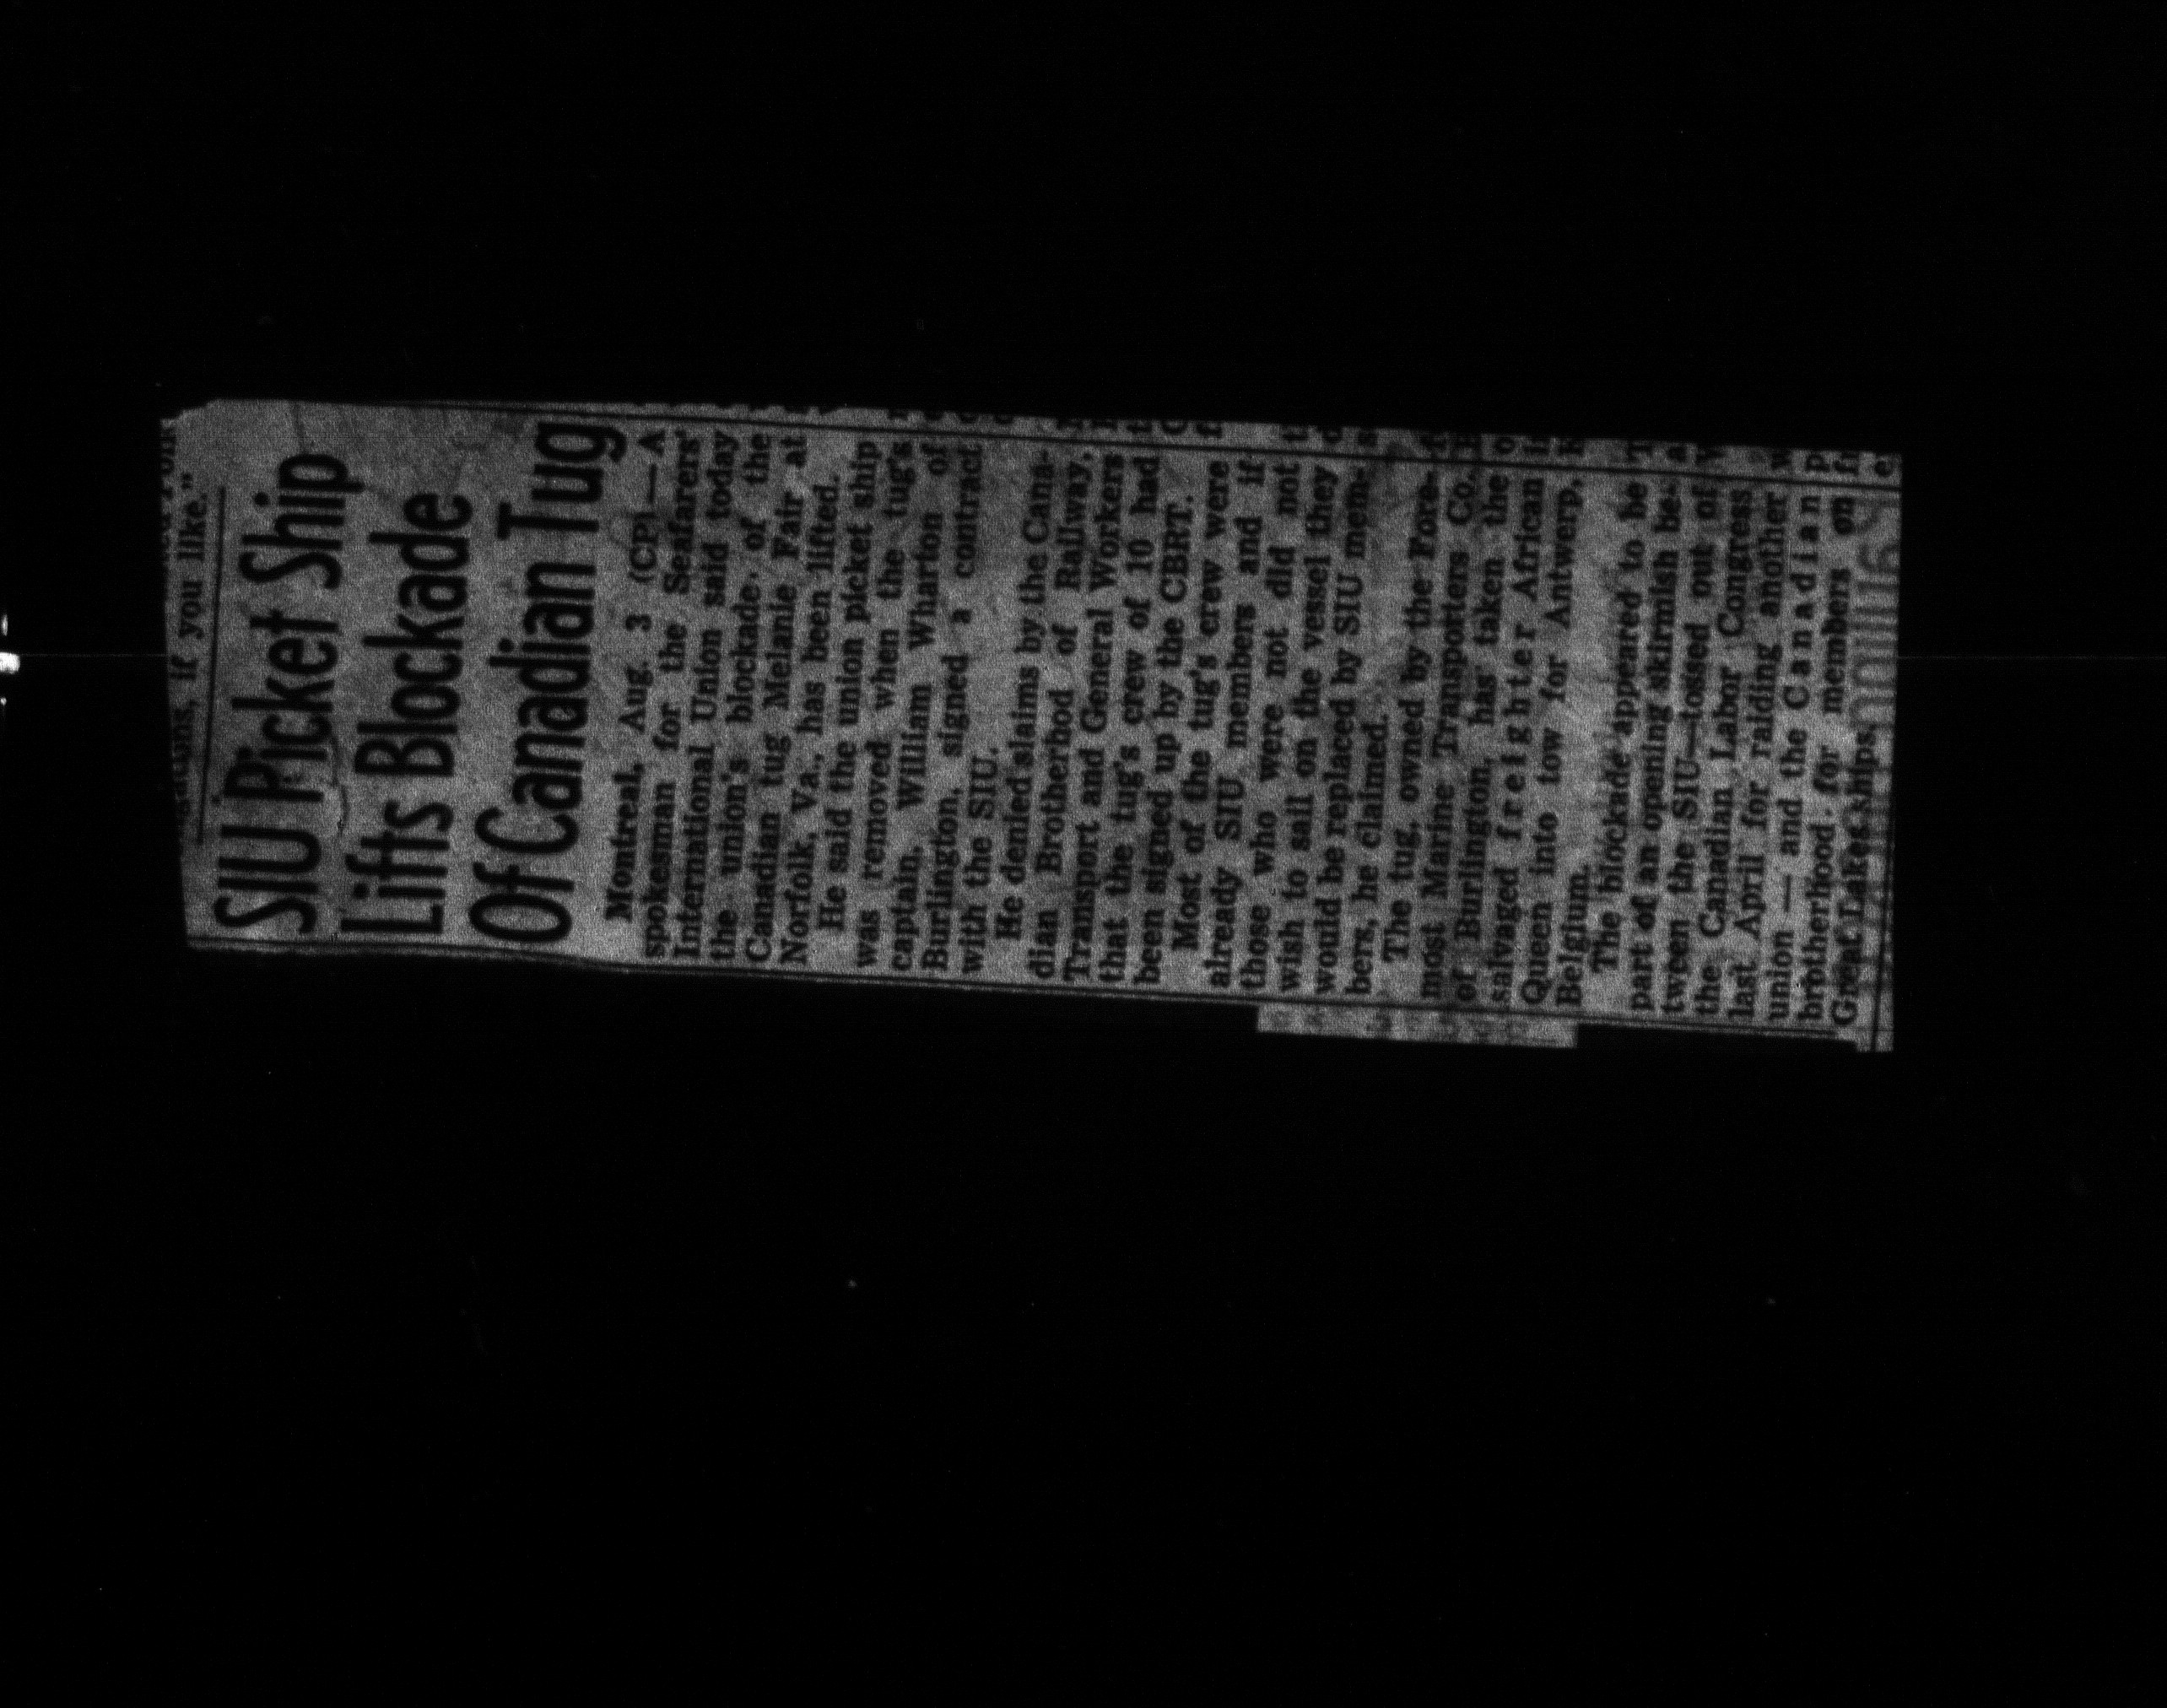 if you like."
SIU Picket Ship
Lifts Blockade
Of Canadian Tug
Montreal, Aug. 3 (CP) — A
spokesman for the Seafarers'
International Union said today
the union's blockade, of the
Canadian tug Melanie Fair at
Norfolk, Va., has been lifted.
He said the union picket ship
was removed when the tug's
captain, William Wharton of
Burlington, signed a contract
with the SIU.
He denied slaims by the Cana-
dian Brotherbod of Railway,
Transport and General Workers
that the tug's crew of 10 had
been signed up by the CBRT.
Most of the tug's crew were
already SIU members and if
those who were not did not
wish to sail on the vessel they
would be replaced by SIU mem-
bers, he claimed.
The tug, owned by the Fore-
most Marine Transporters Co.
of Burlington, has taken the
salvaged freighter African
Queen into tow for Antwerp,
Belgium.
The blockade appeared to be
part of an opening skirmish be-
tween the SIU—tossed out of
the Canadian Labor Congress
last April for raiding another
union — and the Canadian
brotherhood for members on
Great Lakes ships.